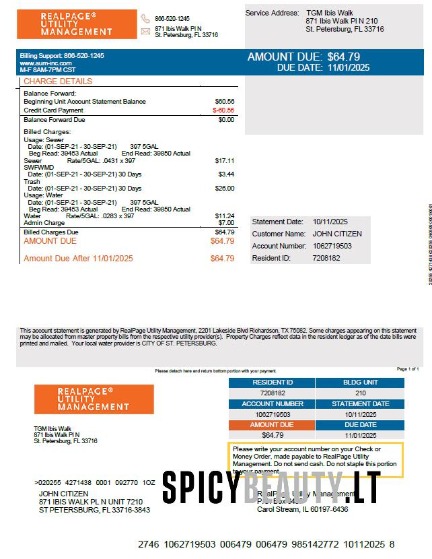 REALPAGE®
UTILITY
MANAGEMENT
866-520-1245
871 Ibis Walk Pl N
St. Petersburg, FL 33716
Service Address: TGM Ibis Walk
871 Ibis Walk Pl N 210
St. Petersburg, FL 33716
Billing Support: 866-520-1245
www.sum-inc.com
M-F 8AM-7PM CST
AMOUNT DUE: $64.79
DUE DATE: 11/01/2025
CHARGE DETAILS
Balance Forward:
Beginning Unit Account Statement Balance $60.56
Credit Card Payment $-60.56
Balance Forward Due $0.00
Billed Charges:
Usage: Sewer
Date: (01-SEP-21 - 30-SEP-21) 397 5GAL
Beg Read: 39453 Actual End Read: 39850 Actual
Sewer Rate/5GAL: .0431 x 397 $17.11
SWFWMD
Date: (01-SEP-21 - 30-SEP-21) 30 Days $3.44
Trash
Date: (01-SEP-21 - 30-SEP-21) 30 Days $26.00
Usage: Water
Date: (01-SEP-21 - 30-SEP-21) 397 5GAL
Beg Read: 39453 Actual End Read: 39850 Actual
Water Rate/5GAL: .0283 x 397 $11.24
Admin Charge $7.00
Billed Charges Due $64.79
AMOUNT DUE $64.79
Amount Due After 11/01/2025 $64.79
Statement Date: 10/11/2025
Customer Name: JOHN CITIZEN
Account Number: 1062719503
Resident ID: 7208182
This account statement is generated by RealPage Utility Management, 2201 Lakeside Blvd Richardson, TX 75082. Some charges appearing on this statement
may be allocated from master property bills from the respective utility provider(s). Property Charges reflect data in the resident ledger as of the date bills were
printed and mailed. Your local water provider is CITY OF ST. PETERSBURG.
Page 1 of 1
Please detach here and return bottom portion with your payment.
REALPAGE®
UTILITY
MANAGEMENT
TGM Ibis Walk
871 Ibis Walk Pl N
St. Petersburg, FL 33716
RESIDENT ID BLDG UNIT
7208182 210
ACCOUNT NUMBER STATEMENT DATE
1062719503 10/11/2025
AMOUNT DUE DUE DATE
$64.79 11/01/2025
Please write your account number on your Check or
Money Order, made payable to RealPage Utility
Management. Do not send cash. Do not staple this portion
to your payment.
>020255 4271438 0001 092770 1OZ
JOHN CITIZEN
871 IBIS WALK PL N UNIT 7210
ST PETERSBURG, FL 33716-3843
SPICYBEAUTY.LT
RealPage Utility Management
Carol Stream, IL 60197-6436
2746 1062719503 006479 006479 985142772 10112025 8